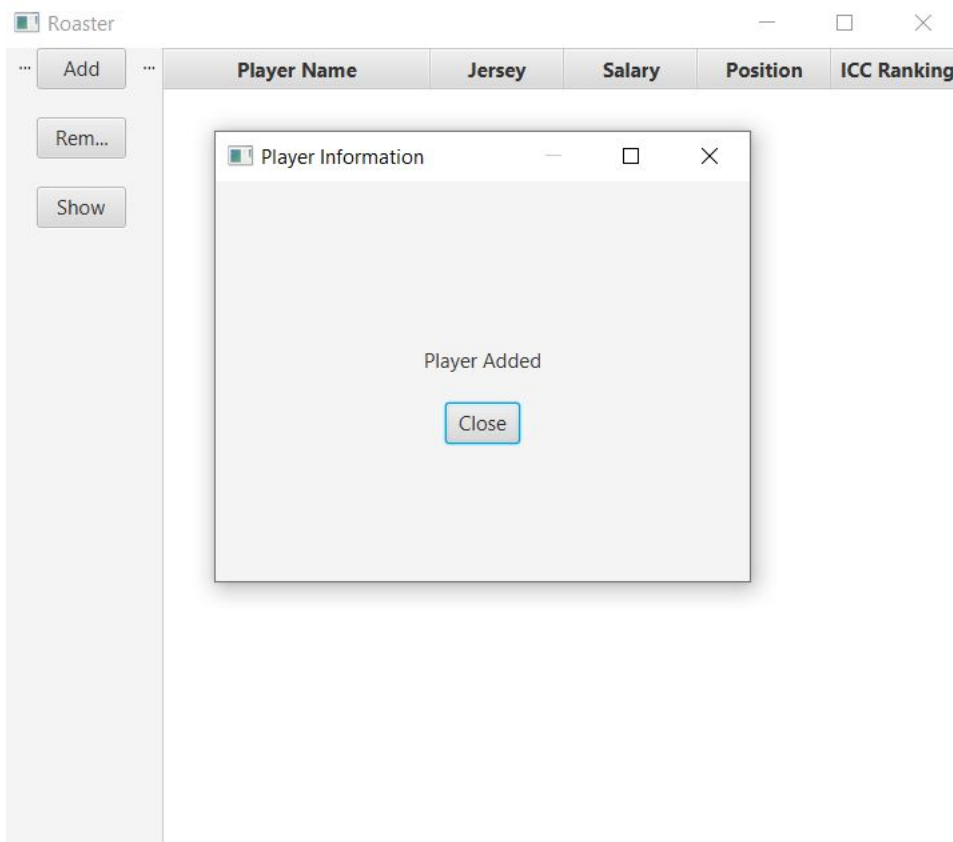 Roaster
... Add ... Player Name Jersey Salary Position ICC Ranking
Rem...
Player Information
Show
Player Added
Close